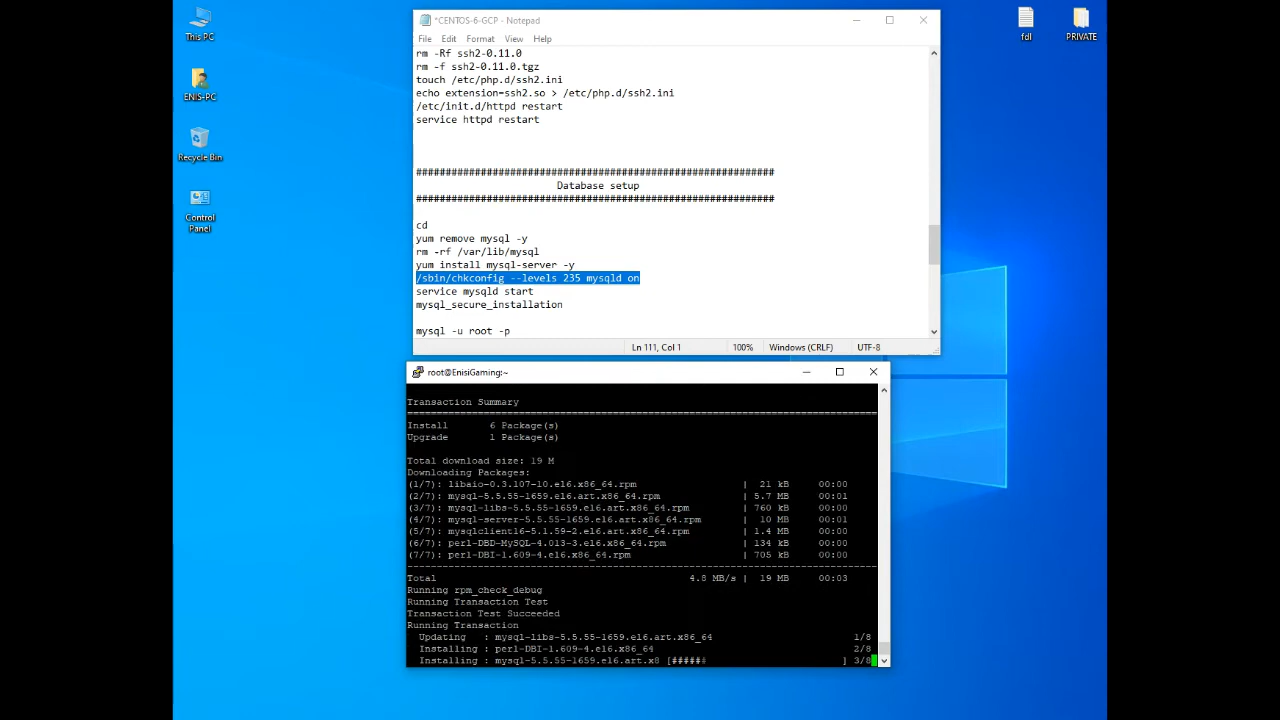 This PC
ENIS-PC
Recycle Bin
Control
Panel
fdl
PRIVATE
*CENTOS-6-GCP - Notepad
File Edit Format View Help
rm -Rf ssh2-0.11.0
rm -f ssh2-0.11.0.tgz
touch /etc/php.d/ssh2.ini
echo extension=ssh2.so > /etc/php.d/ssh2.ini
/etc/init.d/httpd restart
service httpd restart
#############################################################
Database setup
#############################################################
cd
yum remove mysql -y
rm -rf /var/lib/mysql
yum install mysql-server -y
/sbin/chkconfig --levels 235 mysqld on
service mysqld start
mysql_secure_installation
mysql -u root -p
Ln 111, Col 1 100% Windows (CRLF) UTF-8
root@EnisiGaming:~
Transaction Summary
================================================================================
Install 6 Package(s)
Upgrade 1 Package(s)
Total download size: 19 M
Downloading Packages:
(1/7): libaio-0.3.107-10.el6.x86_64.rpm | 21 kB 00:00
(2/7): mysql-5.5.55-1659.el6.art.x86_64.rpm | 5.7 MB 00:01
(3/7): mysql-libs-5.5.55-1659.el6.art.x86_64.rpm | 760 kB 00:00
(4/7): mysql-server-5.5.55-1659.el6.art.x86_64.rpm | 10 MB 00:01
(5/7): mysqlclient16-5.1.59-2.el6.art.x86_64.rpm | 1.4 MB 00:00
(6/7): perl-DBD-MySQL-4.013-3.el6.x86_64.rpm | 134 kB 00:00
(7/7): perl-DBI-1.609-4.el6.x86_64.rpm | 705 kB 00:00
--------------------------------------------------------------------------------
Total 4.8 MB/s | 19 MB 00:03
Running rpm_check_debug
Running Transaction Test
Transaction Test Succeeded
Running Transaction
Updating : mysql-libs-5.5.55-1659.el6.art.x86_64 1/8
Installing : perl-DBI-1.609-4.el6.x86_64 2/8
Installing : mysql-5.5.55-1659.el6.art.x8 [###### ] 3/8